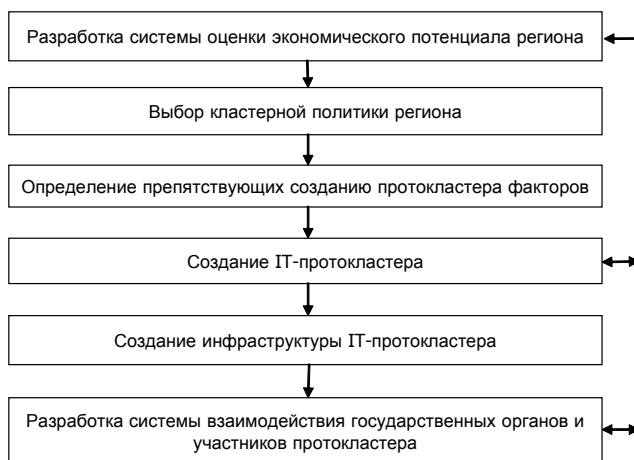 Разработка системы оценки экономического потенциала региона
Выбор кластерной политики региона
Определение препятствующих созданию протокластера факторов
Создание IT-протокластера
Создание инфраструктуры IT-протокластера
Разработка системы взаимодействия государственных органов и
участников протокластера